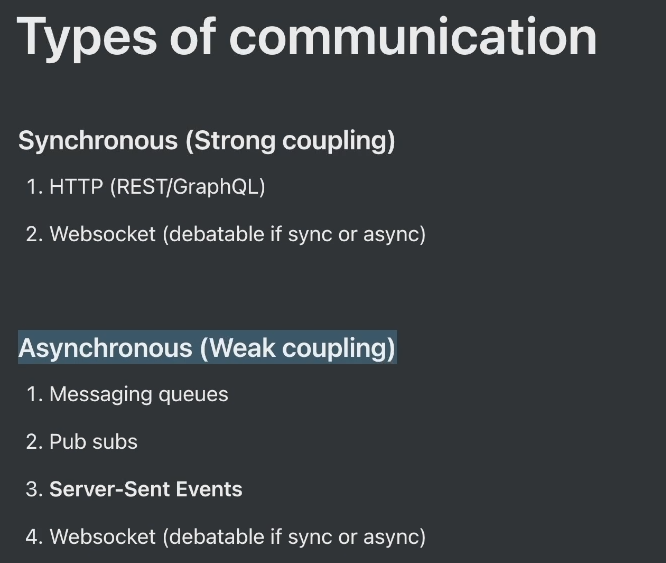 Types of communication
Synchronous (Strong coupling)
1. HTTP (REST/GraphQL)
2. Websocket (debatable if sync or async)
Asynchronous (Weak coupling)
1. Messaging queues
2. Pub subs
3. Server-Sent Events
4. Websocket (debatable if sync or async)